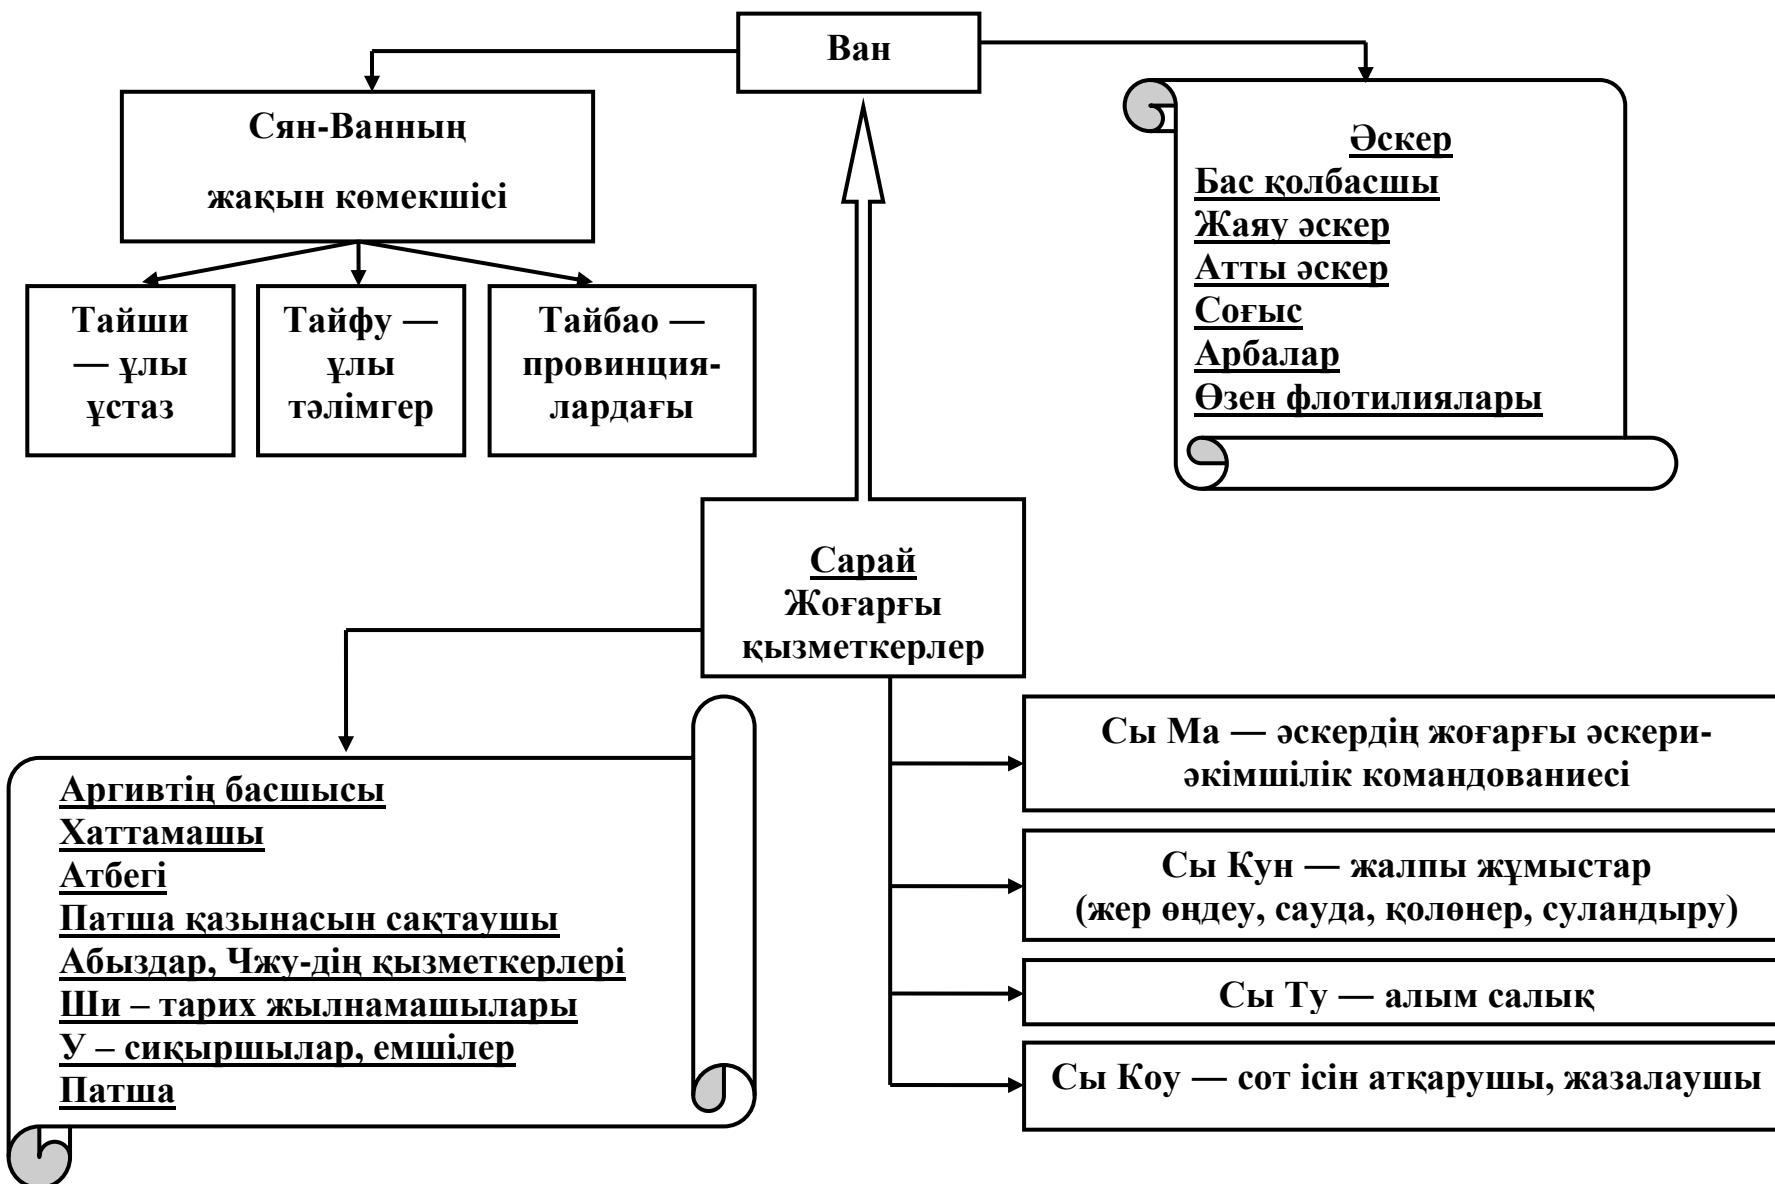 Ван
Сян-Ванның
жақын көмекшісі
Тайши
— ұлы
ұстаз
Тайфу —
ұлы
тәлімгер
Тайбао —
провинция-
лардағы
Әскер
Бас қолбасшы
Жаяу әскер
Атты әскер
Соғыс
Арбалар
Өзен флотилиялары
Сарай
Жоғарғы
қызметкерлер
Аргивтің басшысы
Хаттамашы
Атбегі
Патша қазынасын сақтаушы
Абыздар, Чжу-дің қызметкерлері
Ши – тарих жылнамашылары
У – сиқыршылар, емшілер
Патша
Сы Ма — әскердің жоғарғы әскери-
әкімшілік командованиесі
Сы Кун — жалпы жұмыстар
(жер өңдеу, сауда, қолөнер, суландыру)
Сы Ту — алым салық
Сы Коу — сот ісін атқарушы, жазалаушы